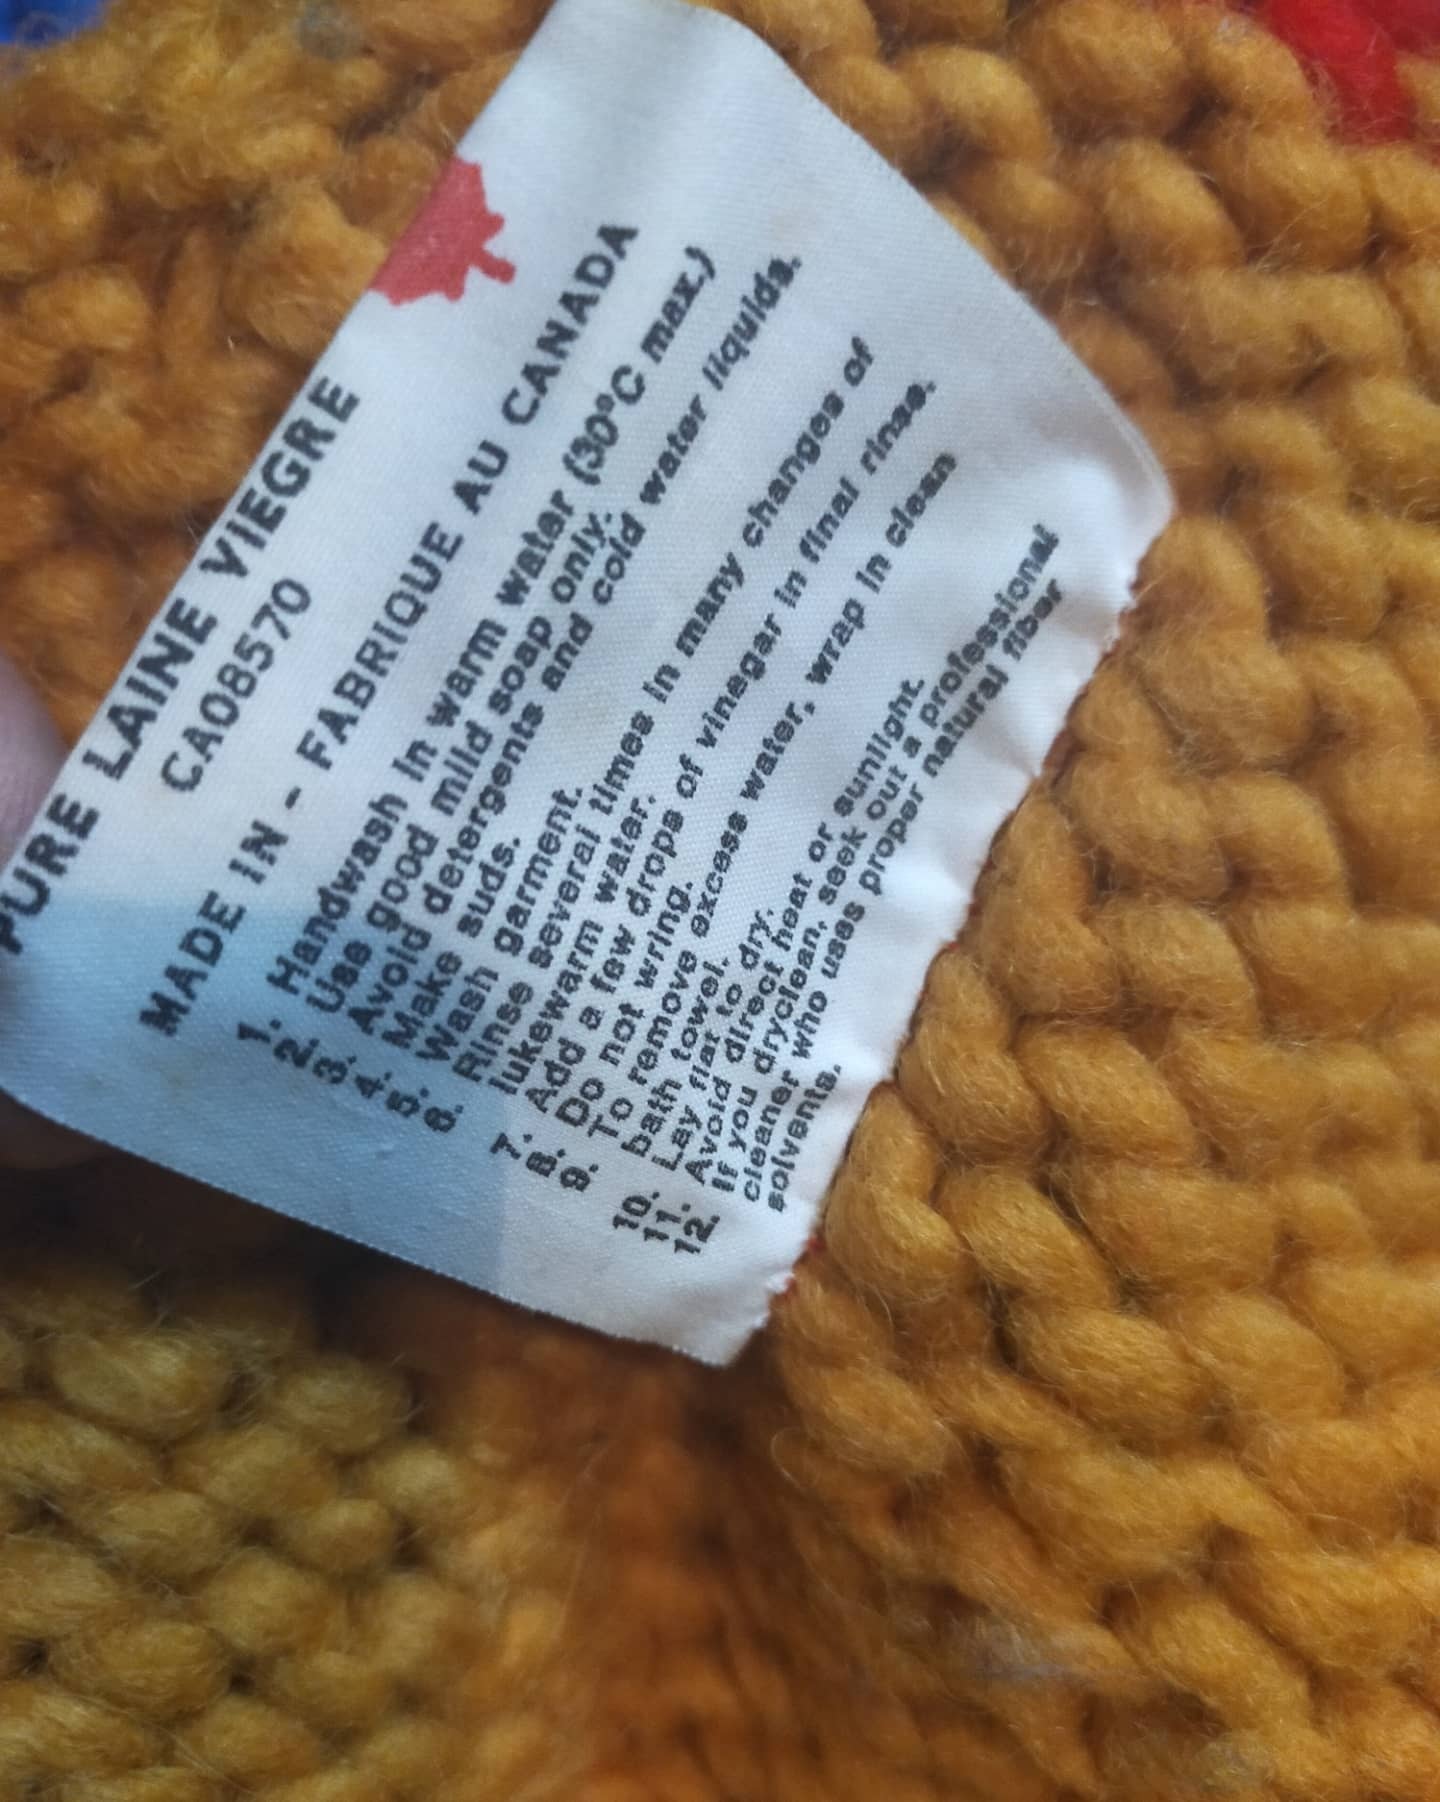 PURE LAINE VIEGRE
CA08570
MADE IN - FABRIQUE AU CANADA
1. Handwash in warm water (30°C max.)
2. Use good mild soap only.
3. Avoid detergents and cold water liquids.
4. Make suds.
5. Wash garment.
6. Rinse several times in many changes of
lukewarm water.
7. Add a few drops of vinegar in final rinse.
8. Do not wring.
9. To remove excess water, wrap in clean
bath towel.
10. Lay flat to dry.
11. Avoid direct heat or sunlight.
12. If you dryclean, seek out a professional
cleaner who uses proper natural fiber
solvents.